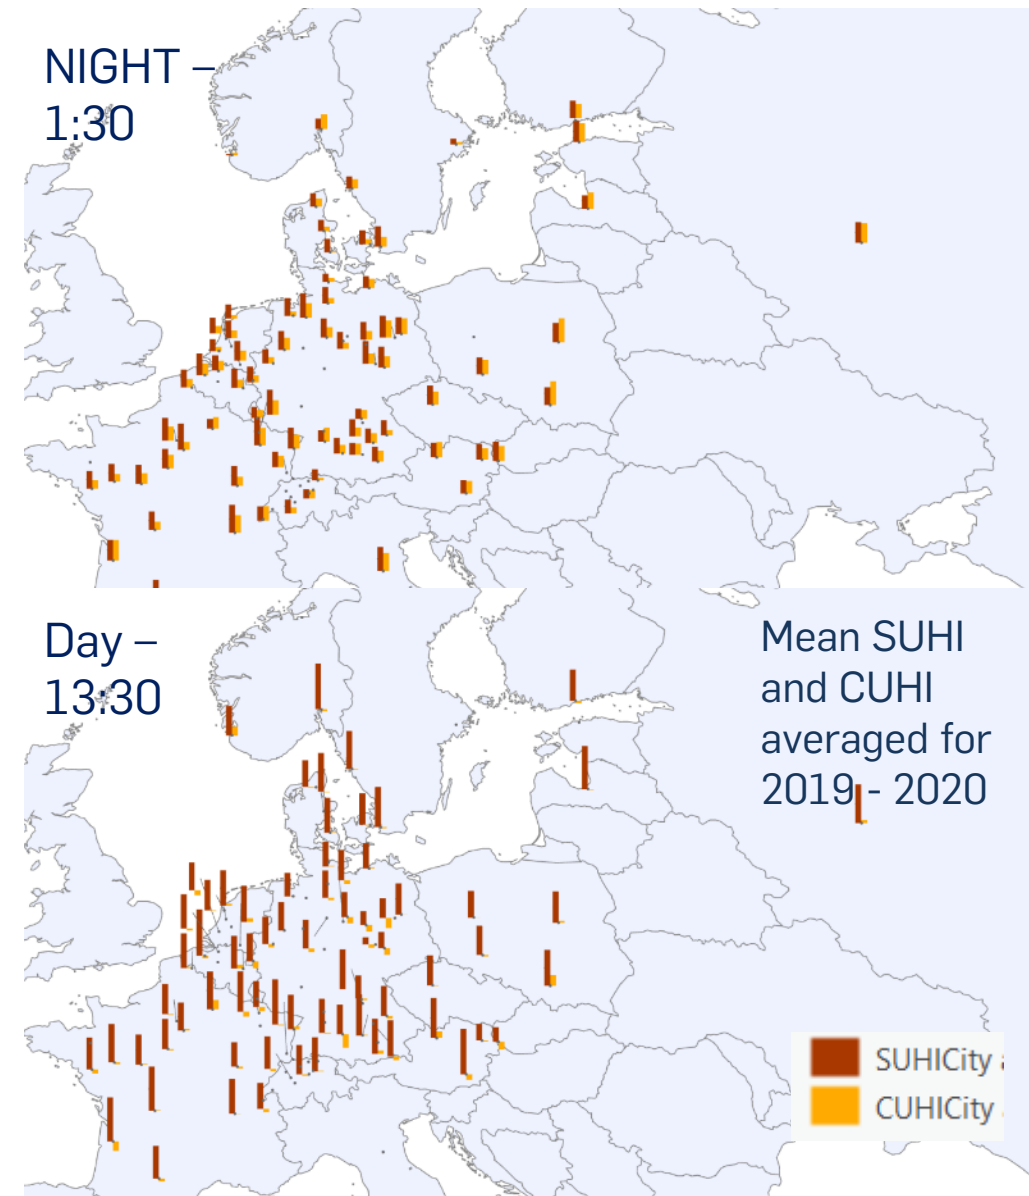 NIGHT –
1:30
Day –
13:30
Mean SUHI
and CUHI
averaged for
2019 - 2020
SUHICity
CUHICity